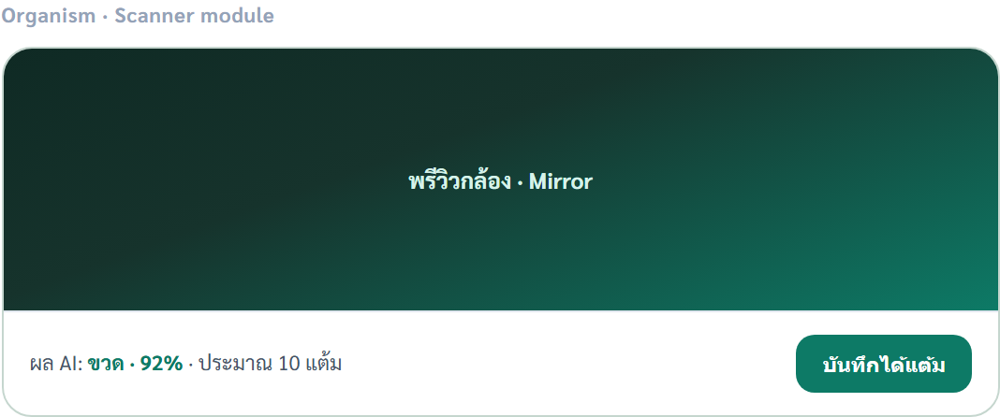 Organism · Scanner module
พรีวิวกล้อง · Mirror
ผล AI: ขวด · 92% · ประมาณ 10 แต้ม
บันทึกได้แต้ม